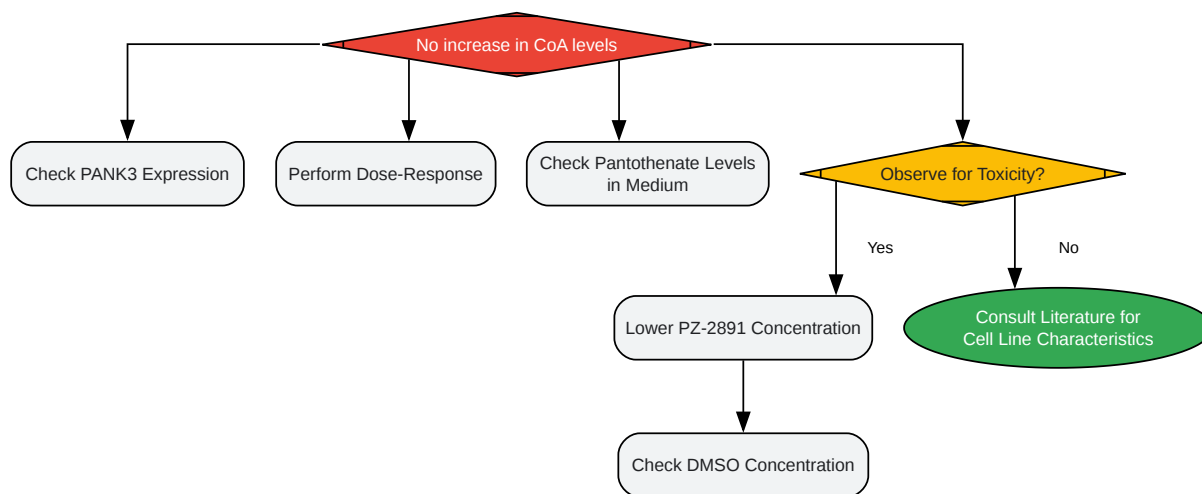 No increase in CoA levels
Check PANK3 Expression
Perform Dose-Response
Check Pantothenate Levels
in Medium
Observe for Toxicity?
Yes
No
Lower PZ-2891 Concentration
Consult Literature for
Cell Line Characteristics
Check DMSO Concentration